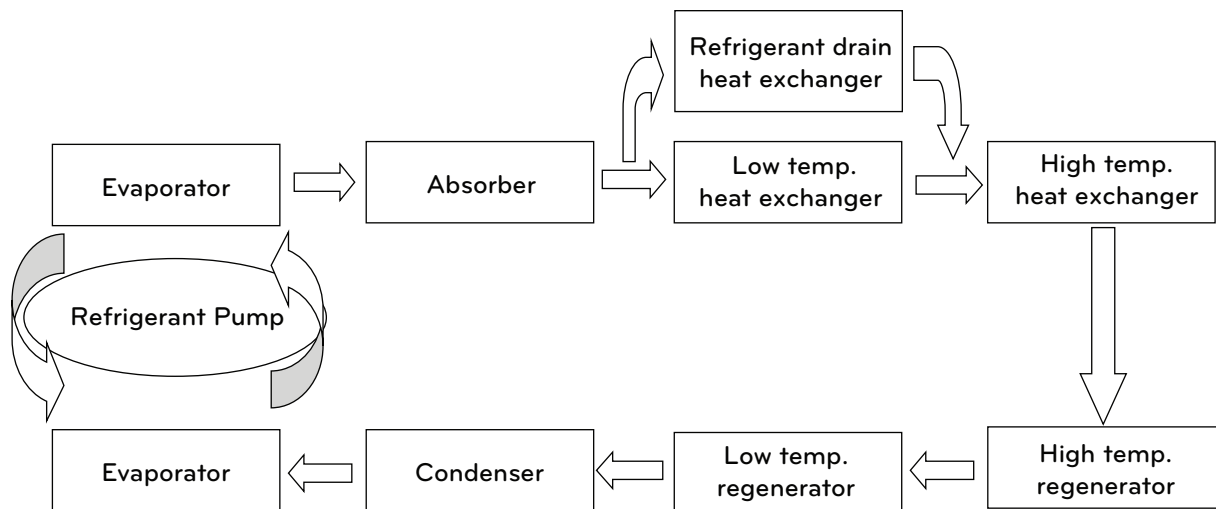 Refrigerant drain
heat exchanger
Evaporator
Absorber
Low temp.
heat exchanger
High temp.
heat exchanger
Refrigerant Pump
Evaporator
Condenser
Low temp.
regenerator
High temp.
regenerator